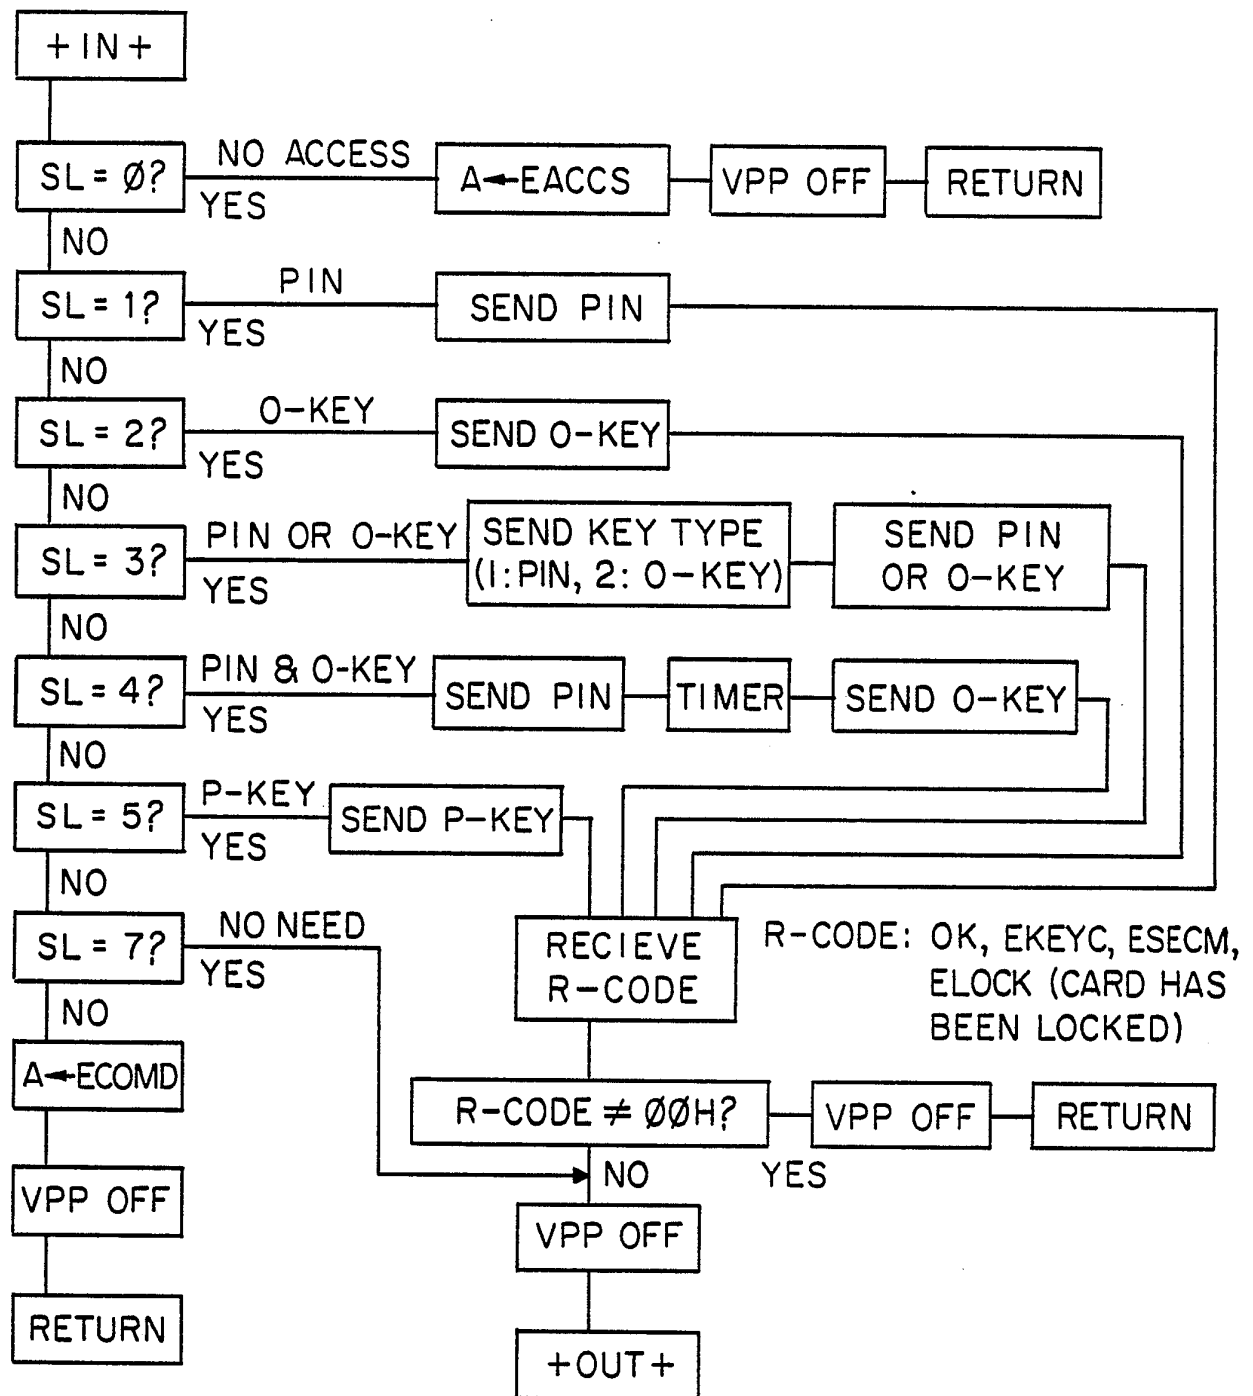 +IN+
SL = Ø?
NO ACCESS
YES
A←EACCS
VPP OFF
RETURN
NO
SL = 1?
PIN
YES
SEND PIN
NO
SL = 2?
O-KEY
YES
SEND O-KEY
NO
SL = 3?
PIN OR O-KEY
YES
SEND KEY TYPE
(1:PIN, 2: O-KEY)
SEND PIN
OR O-KEY
NO
SL = 4?
PIN & O-KEY
YES
SEND PIN
TIMER
SEND O-KEY
NO
SL = 5?
P-KEY
YES
SEND P-KEY
NO
SL = 7?
NO NEED
YES
RECIEVE
R-CODE
R-CODE: OK, EKEYC, ESECM,
ELOCK (CARD HAS
BEEN LOCKED)
NO
A←ECOMD
R-CODE ≠ ØØH?
VPP OFF
RETURN
NO
YES
VPP OFF
VPP OFF
RETURN
+OUT+